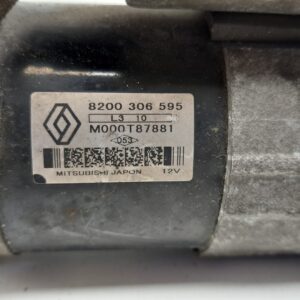 8200 306 595
L3 10
M000T87881
<053>
MITSUBISHI JAPON 12V